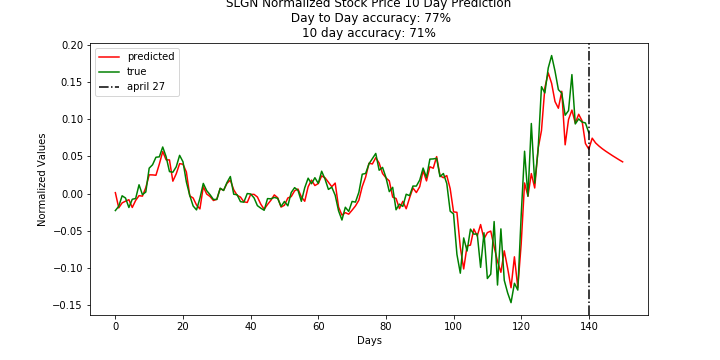 SLGN Normalized Stock Price 10 Day Prediction
Day to Day accuracy: 77%
10 day accuracy: 71%
predicted
true
april 27
Normalized Values
0.20
0.15
0.10
0.05
0.00
−0.05
−0.10
−0.15
0 20 40 60 80 100 120 140
Days